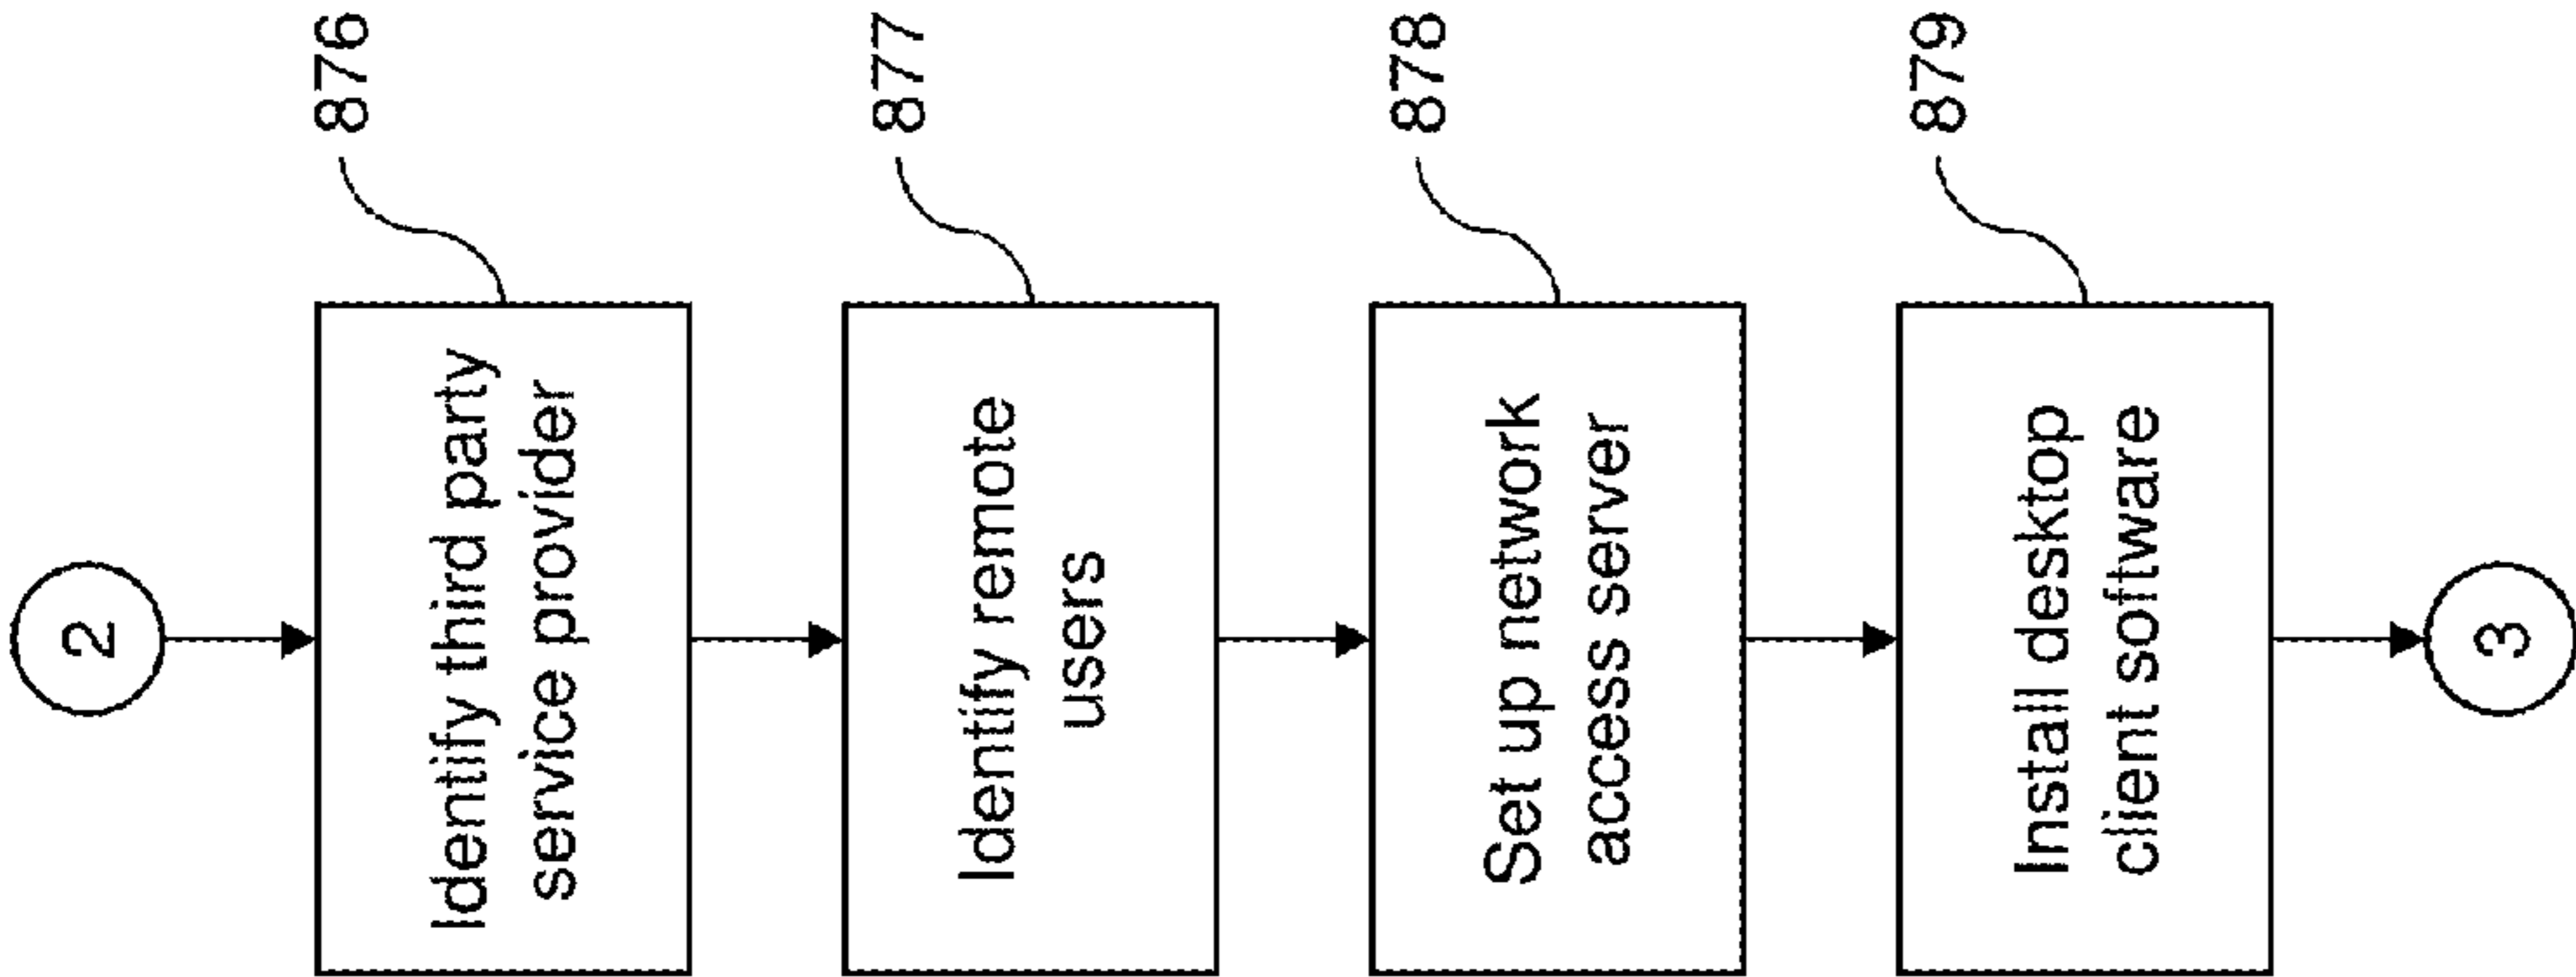 2
876
Identify third party
service provider
877
Identify remote
users
878
Set up network
access server
879
Install desktop
client software
3